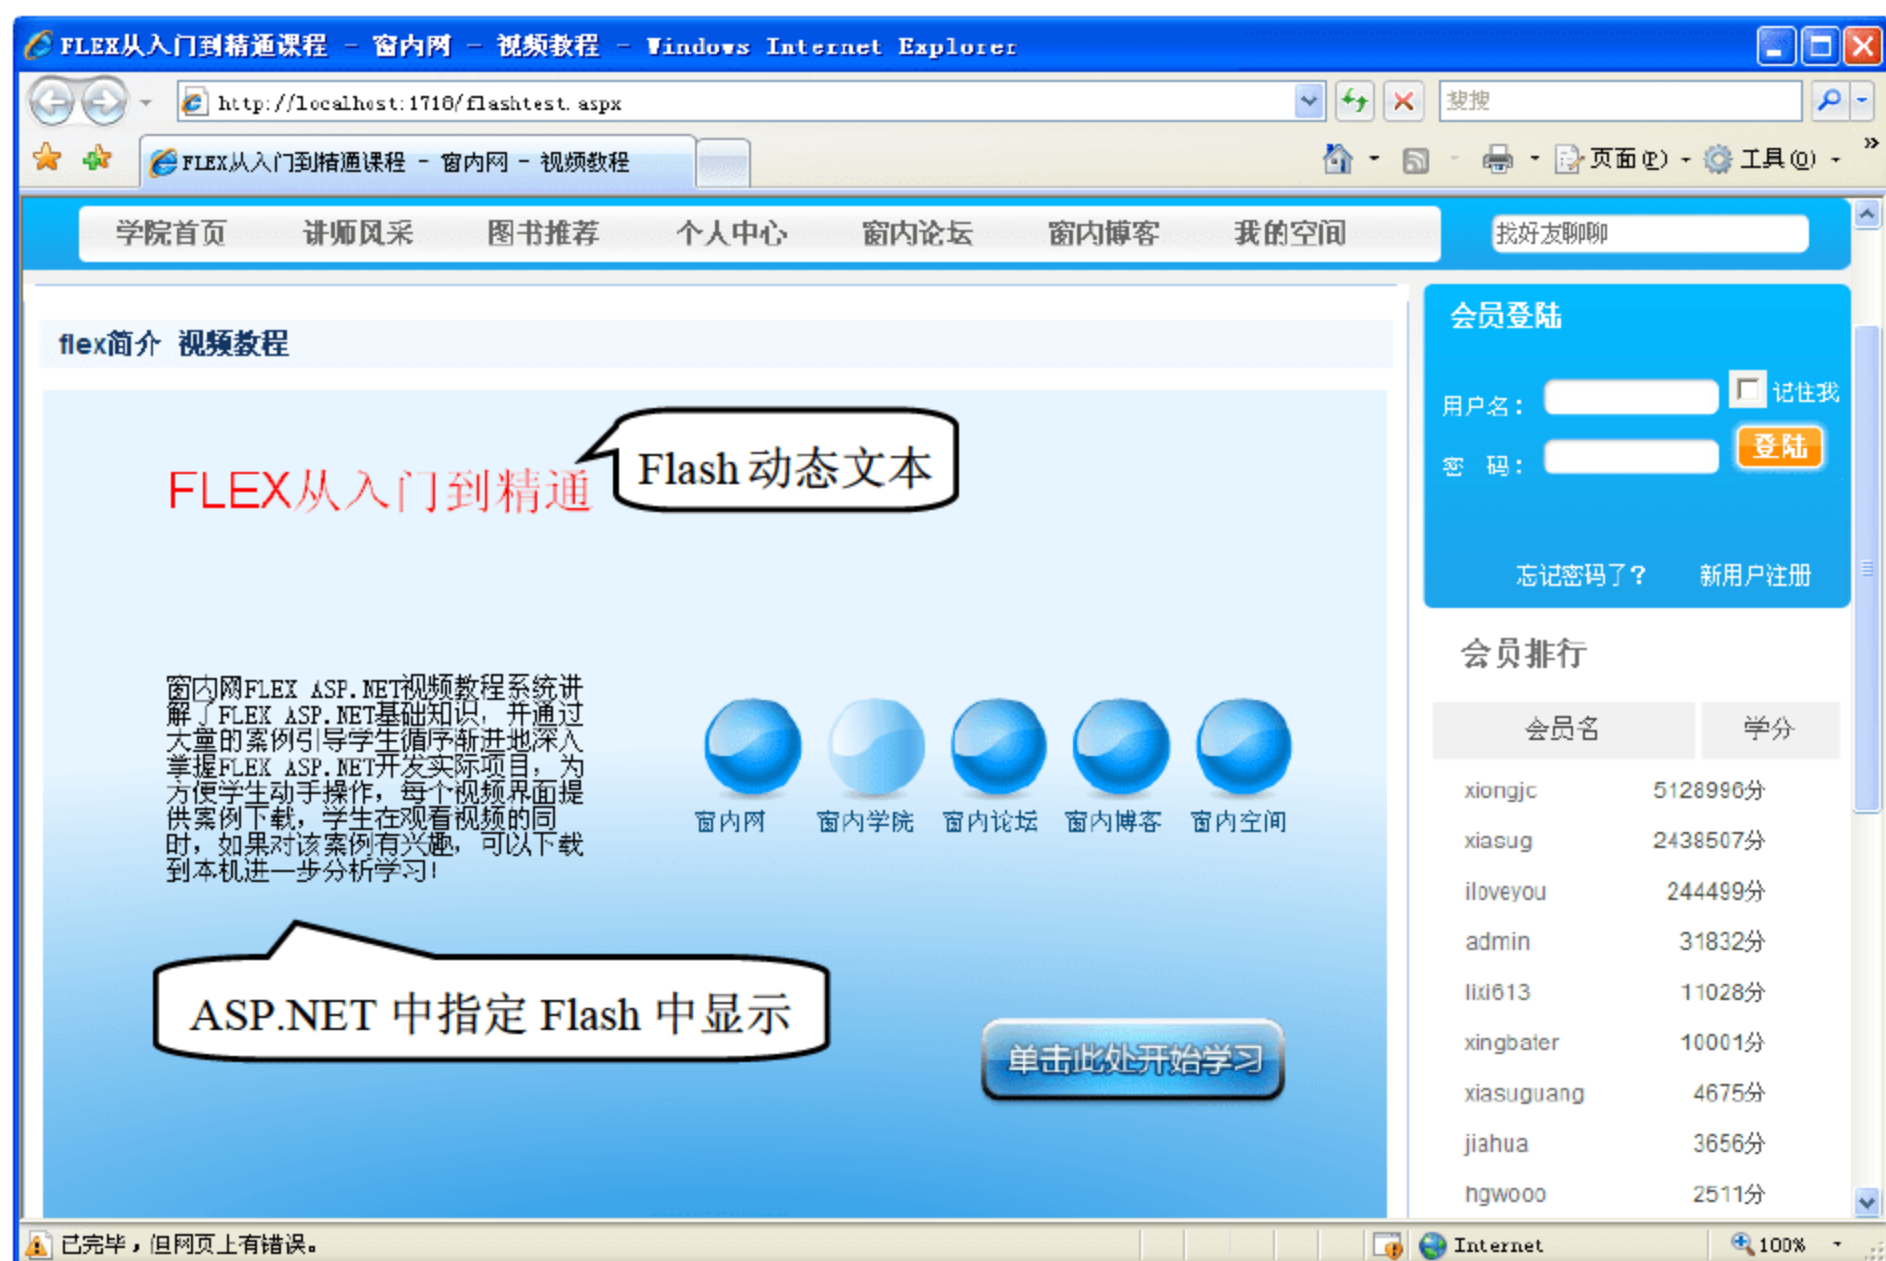 FLEX从入门到精通课程 - 窗内网 - 视频教程 - Windows Internet Explorer
http://localhost:1718/flashtest.aspx
搜搜
FLEX从入门到精通课程 - 窗内网 - 视频教程
页面(P)
工具(O)
学院首页 讲师风采 图书推荐 个人中心 窗内论坛 窗内博客 我的空间
找好友聊聊
flex简介 视频教程
Flash 动态文本
FLEX从入门到精通
窗内网FLEX ASP.NET视频教程系统讲
解了FLEX ASP.NET基础知识，并通过
大量的案例引导学生循序渐进地深入
掌握FLEX ASP.NET开发实际项目，为
方便学生动手操作，每个视频界面提
供案例下载，学生在观看视频的同
时，如果对该案例有兴趣，可以下载
到本机进一步分析学习！
窗内网 窗内学院 窗内论坛 窗内博客 窗内空间
ASP.NET 中指定 Flash 中显示
单击此处开始学习
会员登陆
用户名： 记住我
密 码： 登陆
忘记密码了？ 新用户注册
会员排行
会员名 学分
xiongjc 5128996分
xiasug 2438507分
iloveyou 244499分
admin 31832分
lixi613 11028分
xingbater 10001分
xiasuguang 4675分
jiahua 3656分
hgwooo 2511分
已完毕，但网页上有错误。
Internet
100%